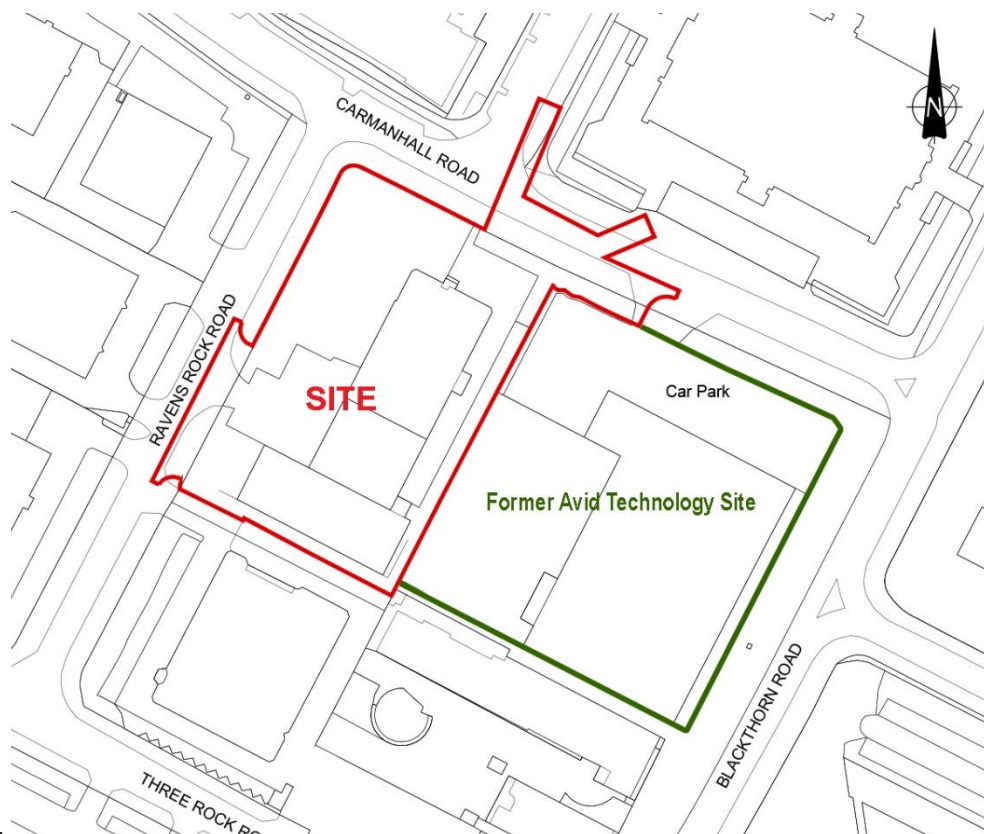 CARMANHALL ROAD
N
RAVENS ROCK ROAD
SITE
Car Park
Former Avid Technology Site
BLACKTHORN ROAD
THREE ROCK RO